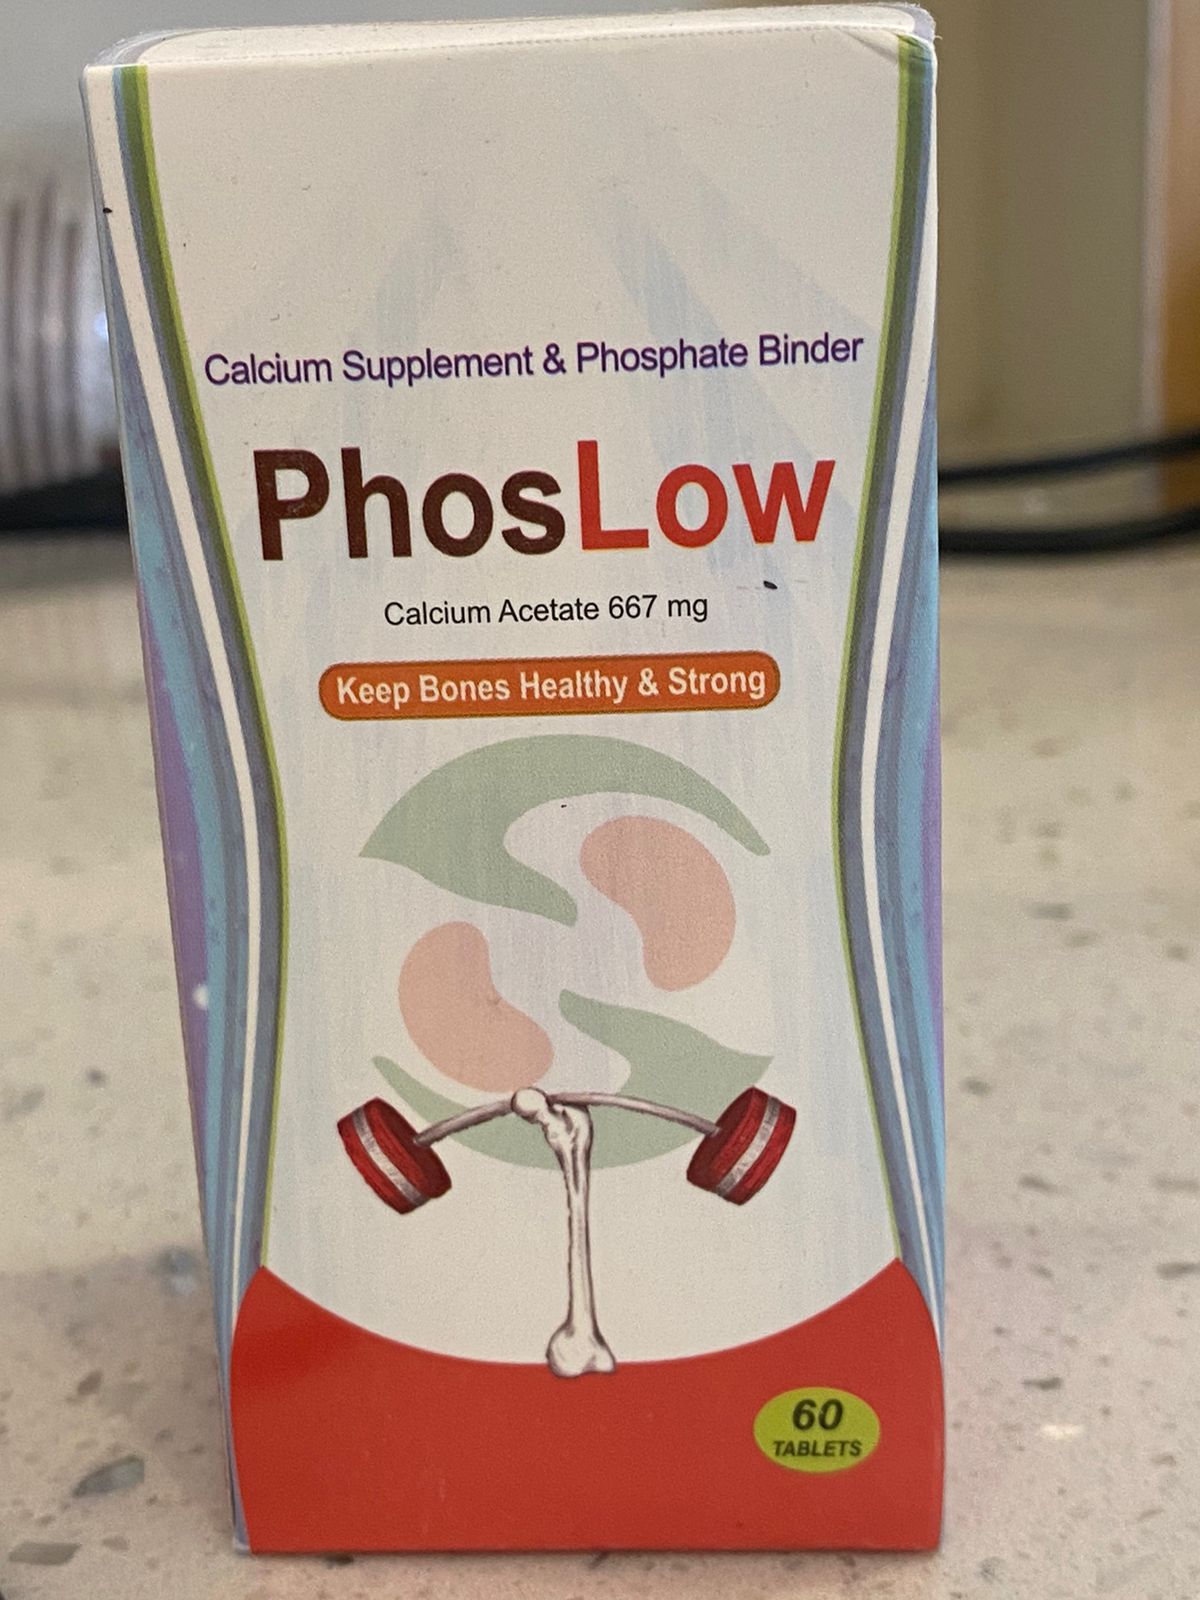 Calcium Supplement & Phosphate Binder
PhosLow
Calcium Acetate 667 mg
Keep Bones Healthy & Strong
60
TABLETS